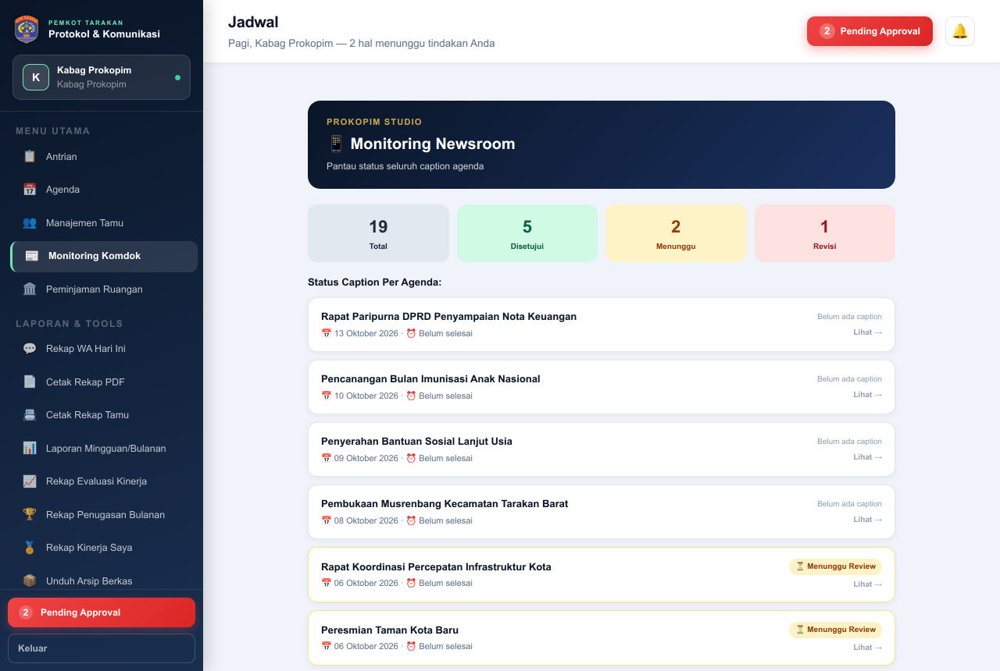 PEMKOT TARAKAN
Protokol & Komunikasi
K
Kabag Prokopim
Kabag Prokopim
MENU UTAMA
Antrian
Agenda
Manajemen Tamu
Monitoring Komdok
Peminjaman Ruangan
LAPORAN & TOOLS
Rekap WA Hari Ini
Cetak Rekap PDF
Cetak Rekap Tamu
Laporan Mingguan/Bulanan
Rekap Evaluasi Kinerja
Rekap Penugasan Bulanan
Rekap Kinerja Saya
Unduh Arsip Berkas
2 Pending Approval
Keluar
Jadwal
Pagi, Kabag Prokopim — 2 hal menunggu tindakan Anda
2 Pending Approval
PROKOPIM STUDIO
📱 Monitoring Newsroom
Pantau status seluruh caption agenda
19
Total
5
Disetujui
2
Menunggu
1
Revisi
Status Caption Per Agenda:
Rapat Paripurna DPRD Penyampaian Nota Keuangan
Belum ada caption
📅 13 Oktober 2026 · ⏰ Belum selesai
Lihat →
Pencanangan Bulan Imunisasi Anak Nasional
Belum ada caption
📅 10 Oktober 2026 · ⏰ Belum selesai
Lihat →
Penyerahan Bantuan Sosial Lanjut Usia
Belum ada caption
📅 09 Oktober 2026 · ⏰ Belum selesai
Lihat →
Pembukaan Musrenbang Kecamatan Tarakan Barat
Belum ada caption
📅 08 Oktober 2026 · ⏰ Belum selesai
Lihat →
Rapat Koordinasi Percepatan Infrastruktur Kota
⏳ Menunggu Review
📅 06 Oktober 2026 · ⏰ Belum selesai
Lihat →
Peresmian Taman Kota Baru
⏳ Menunggu Review
📅 06 Oktober 2026 · ⏰ Belum selesai
Lihat →